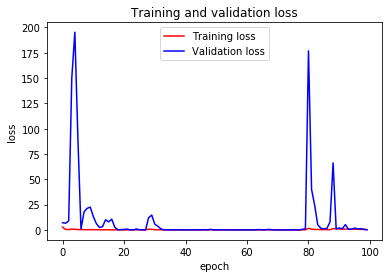 Training and validation loss
Training loss
Validation loss
200
175
150
125
100
75
50
25
0
loss
0 20 40 60 80 100
epoch